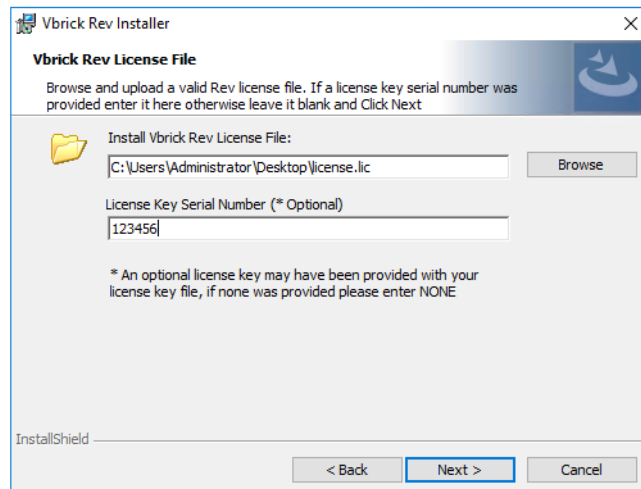 Vbrick Rev Installer
Vbrick Rev License File
Browse and upload a valid Rev license file. If a license key serial number was
provided enter it here otherwise leave it blank and Click Next
Install Vbrick Rev License File:
C:\Users\Administrator\Desktop\license.lic
Browse
License Key Serial Number (* Optional)
123456
* An optional license key may have been provided with your
license key file, if none was provided please enter NONE
InstallShield
< Back
Next >
Cancel